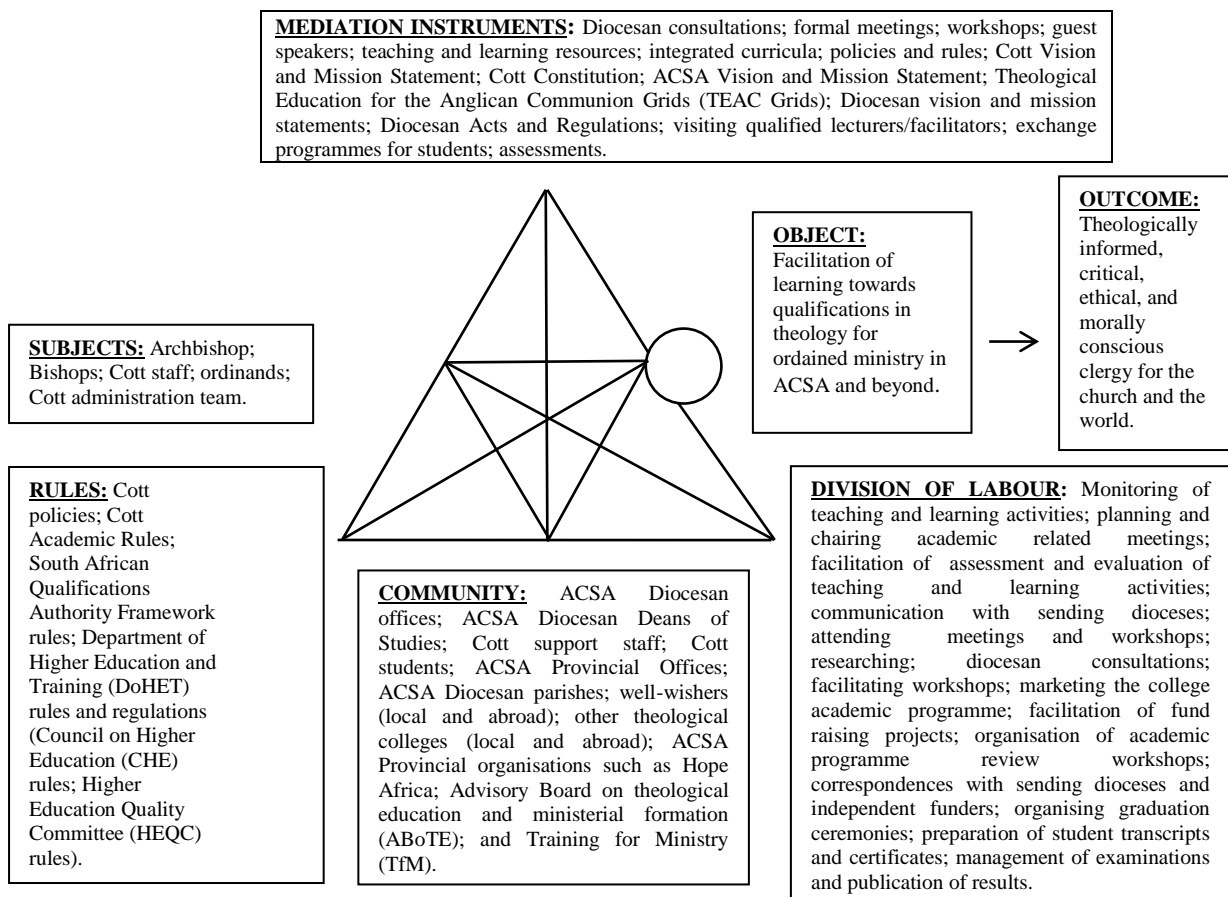 MEDIATION INSTRUMENTS: Diocesan consultations; formal meetings; workshops; guest
speakers; teaching and learning resources; integrated curricula; policies and rules; Cott Vision
and Mission Statement; Cott Constitution; ACSA Vision and Mission Statement; Theological
Education for the Anglican Communion Grids (TEAC Grids); Diocesan vision and mission
statements; Diocesan Acts and Regulations; visiting qualified lecturers/facilitators; exchange
programmes for students; assessments.
OUTCOME:
Theologically
informed,
critical,
ethical, and
morally
conscious
clergy for the
church and the
world.
OBJECT:
Facilitation of
learning towards
qualifications in
theology for
ordained ministry in
ACSA and beyond.
SUBJECTS: Archbishop;
Bishops; Cott staff; ordinands;
Cott administration team.
RULES: Cott
policies; Cott
Academic Rules;
South African
Qualifications
Authority Framework
rules; Department of
Higher Education and
Training (DoHET)
rules and regulations
(Council on Higher
Education (CHE)
rules; Higher
Education Quality
Committee (HEQC)
rules).
COMMUNITY: ACSA Diocesan
offices; ACSA Diocesan Deans of
Studies; Cott support staff; Cott
students; ACSA Provincial Offices;
ACSA Diocesan parishes; well-wishers
(local and abroad); other theological
colleges (local and abroad); ACSA
Provincial organisations such as Hope
Africa; Advisory Board on theological
education and ministerial formation
(ABoTE); and Training for Ministry
(TfM).
DIVISION OF LABOUR: Monitoring of
teaching and learning activities; planning and
chairing academic related meetings;
facilitation of assessment and evaluation of
teaching and learning activities;
communication with sending dioceses;
attending meetings and workshops;
researching; diocesan consultations;
facilitating workshops; marketing the college
academic programme; facilitation of fund
raising projects; organisation of academic
programme review workshops;
correspondences with sending dioceses and
independent funders; organising graduation
ceremonies; preparation of student transcripts
and certificates; management of examinations
and publication of results.